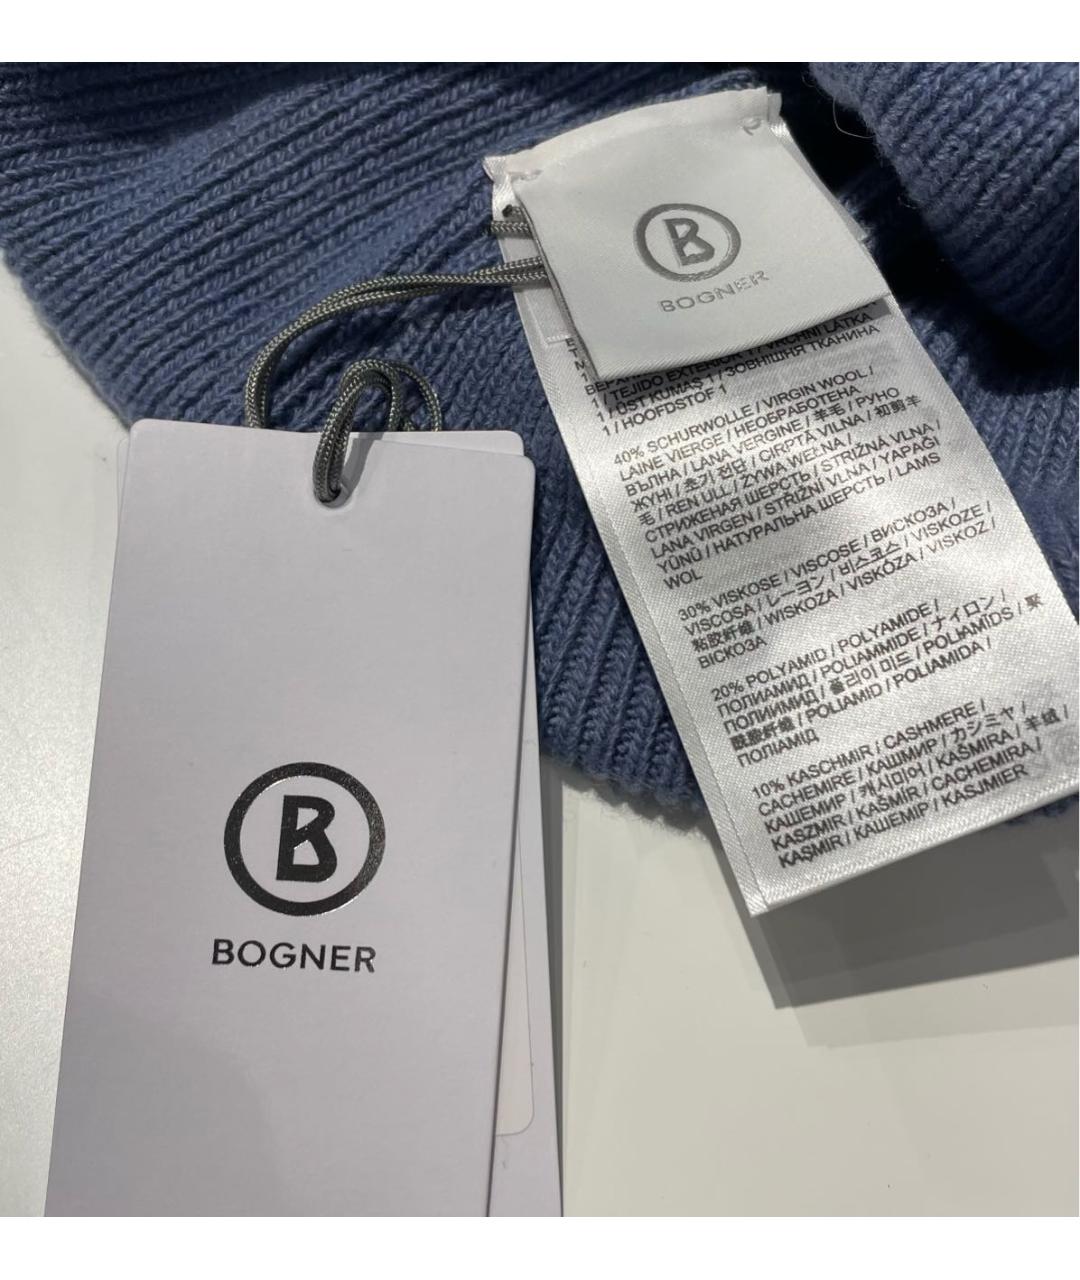 B
BOGNER
/ TEJIDO EXTERIOR 1 / VRCHNÍ LÁTKA
1 / ÜST KUMAŞ 1 / ЗОВНІШНЯ ТКАНИНА
1 / HOOFDSTOF 1
40% SCHURWOLLE / VIRGIN WOOL /
LAINE VIERGE / НЕОБРАБОТЕНА
ВЪЛНА / LANA VERGINE / 羊毛 / РУНО
ЖҮНІ / 초기 전단 / CIRPTĀ VILNA / 初剪羊
毛 / REN ULL / ŻYWA WEŁNA /
СТРИЖЕНАЯ ШЕРСТЬ / STRIŽNÁ VLNA /
LANA VIRGEN / STŘIŽNÍ VLNA / YAPAĞI
YÜNÜ / НАТУРАЛЬНА ШЕРСТЬ / LAMS
WOL
30% VISKOSE / VISCOSE / ВИСКОЗА /
VISCOSA / レーヨン / 비스코스 / VISKOZE /
粘胶纤维 / WISKOZA / VISKÓZA / VISKOZ /
ВІСКОЗА
20% POLYAMID / POLYAMIDE /
ПОЛИАМИД / POLIAMMIDE / ナイロン /
ПОЛИИМИД / 폴리아미드 / POLIAMĪDS / 聚
酰胺纤维 / POLIAMID / POLIAMIDA /
ПОЛІАМІД
10% KASCHMIR / CASHMERE /
CACHEMIRE / КАШМИР / カシミヤ /
КАШЕМИР / 캐시미어 / KAŠMIRA / 羊绒 /
KASZMIR / KAŠMÍR / CACHEMIRA /
KAŞMIR / КАШЕМІР / KASJMIER
B
BOGNER